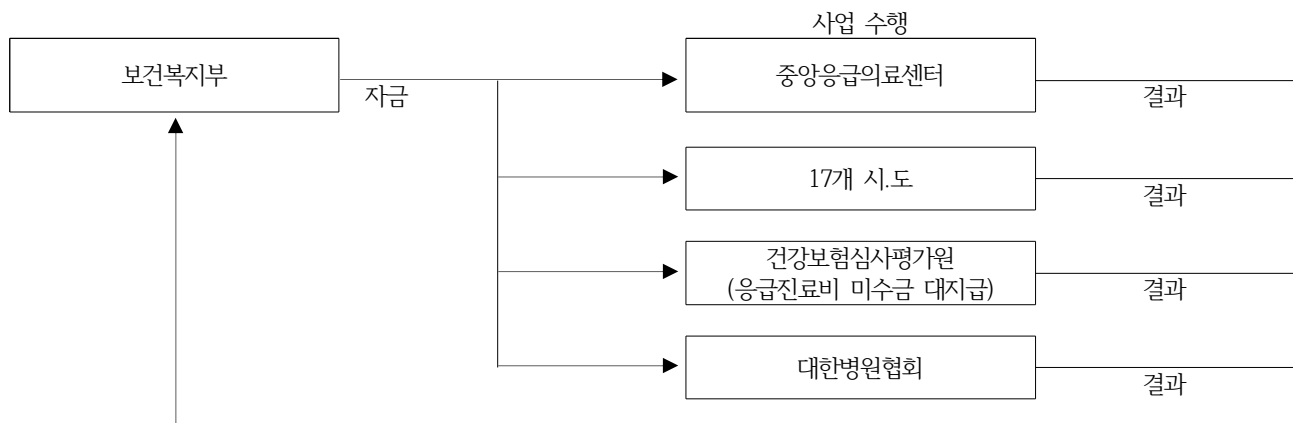 사업 수행
보건복지부
자금
중앙응급의료센터
결과
17개 시.도
결과
건강보험심사평가원
(응급진료비 미수금 대지급)
결과
대한병원협회
결과